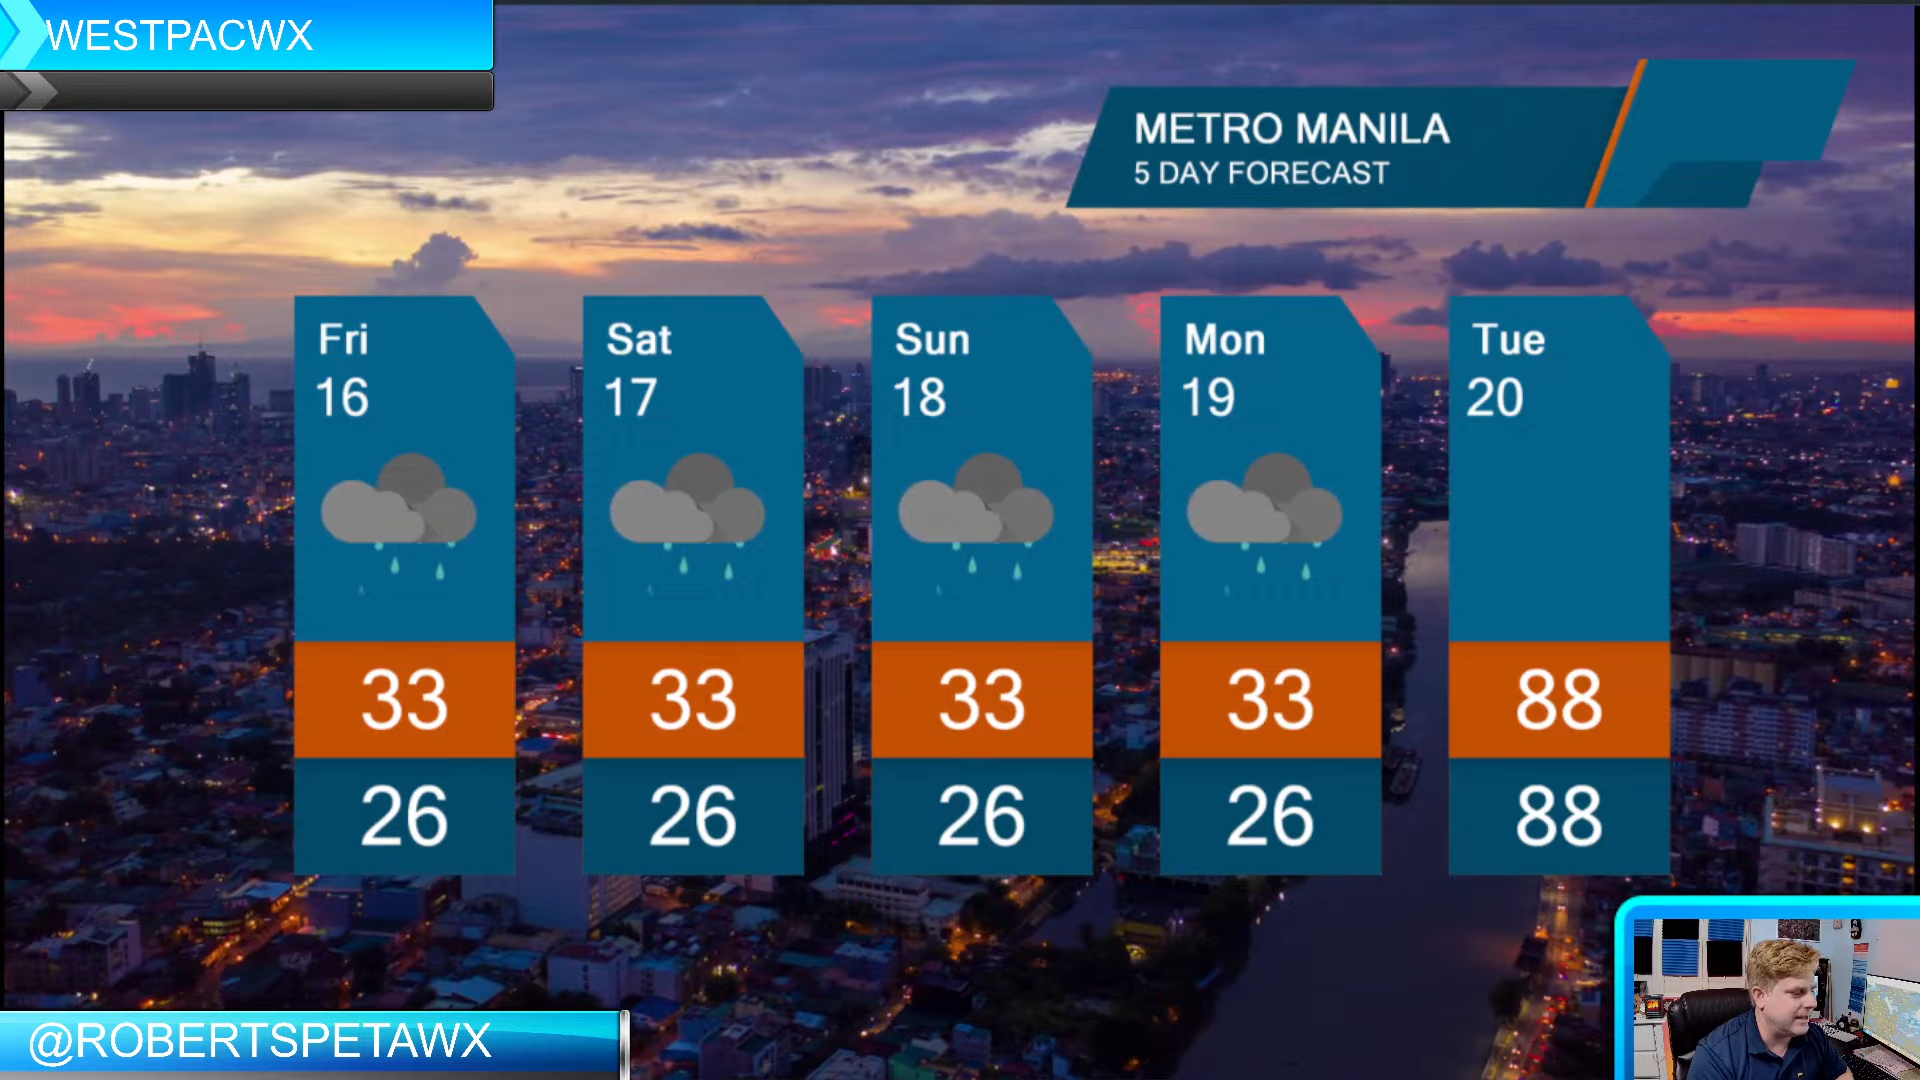 WESTPACWX
METRO MANILA
5 DAY FORECAST
Fri
16
33
26
Sat
17
33
26
Sun
18
33
26
Mon
19
33
26
Tue
20
88
88
@ROBERTSPETAWX